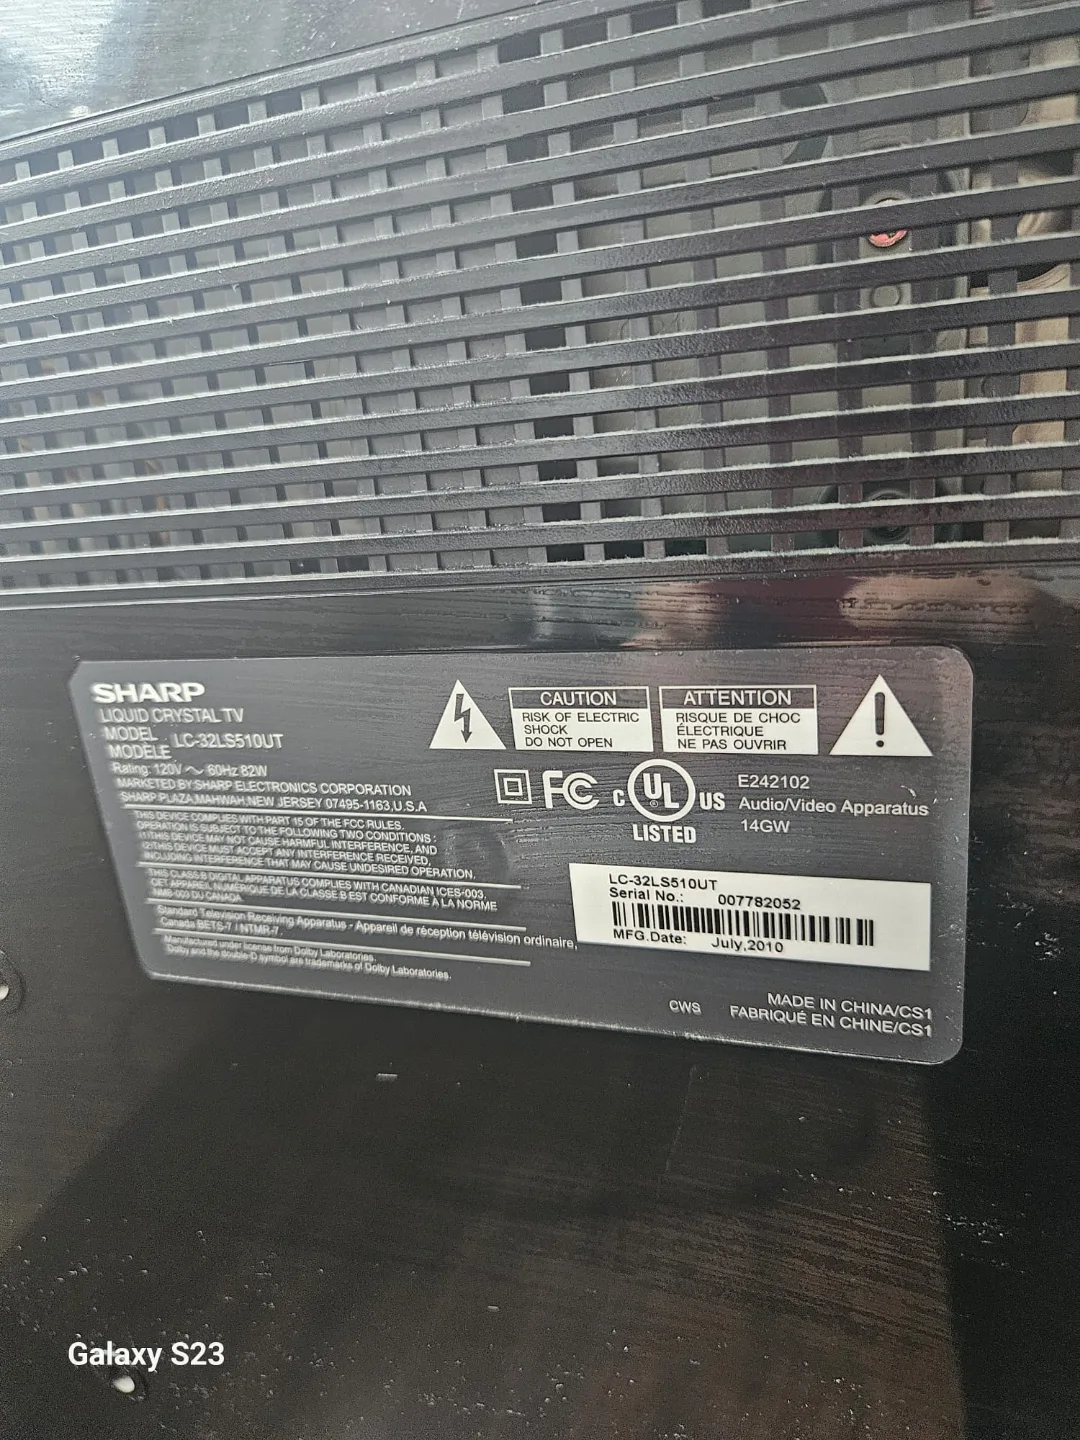 SHARP
LIQUID CRYSTAL TV
MODEL
MODÈLE LC-32LS510UT
Rating: 120V ∼ 60Hz 82W
MARKETED BY:SHARP ELECTRONICS CORPORATION
SHARP PLAZA,MAHWAH,NEW JERSEY 07495-1163,U.S.A
THIS DEVICE COMPLIES WITH PART 15 OF THE FCC RULES.
OPERATION IS SUBJECT TO THE FOLLOWING TWO CONDITIONS :
(1)THIS DEVICE MAY NOT CAUSE HARMFUL INTERFERENCE, AND
(2)THIS DEVICE MUST ACCEPT ANY INTERFERENCE RECEIVED,
INCLUDING INTERFERENCE THAT MAY CAUSE UNDESIRED OPERATION.
THIS CLASS B DIGITAL APPARATUS COMPLIES WITH CANADIAN ICES-003.
CET APPAREIL NUMÉRIQUE DE LA CLASSE B EST CONFORME À LA NORME
NMB-003 DU CANADA.
Standard Television Receiving Apparatus - Appareil de réception télévision ordinaire,
Canada BETS-7 / NTMR-7.
Manufactured under license from Dolby Laboratories.
Dolby and the double-D symbol are trademarks of Dolby Laboratories.
CAUTION
RISK OF ELECTRIC
SHOCK
DO NOT OPEN
ATTENTION
RISQUE DE CHOC
ÉLECTRIQUE
NE PAS OUVRIR
FC
C UL US
LISTED
E242102
Audio/Video Apparatus
14GW
LC-32LS510UT
Serial No.: 007782052
MFG.Date: July,2010
CWS
MADE IN CHINA/CS1
FABRIQUÉ EN CHINE/CS1
Galaxy S23